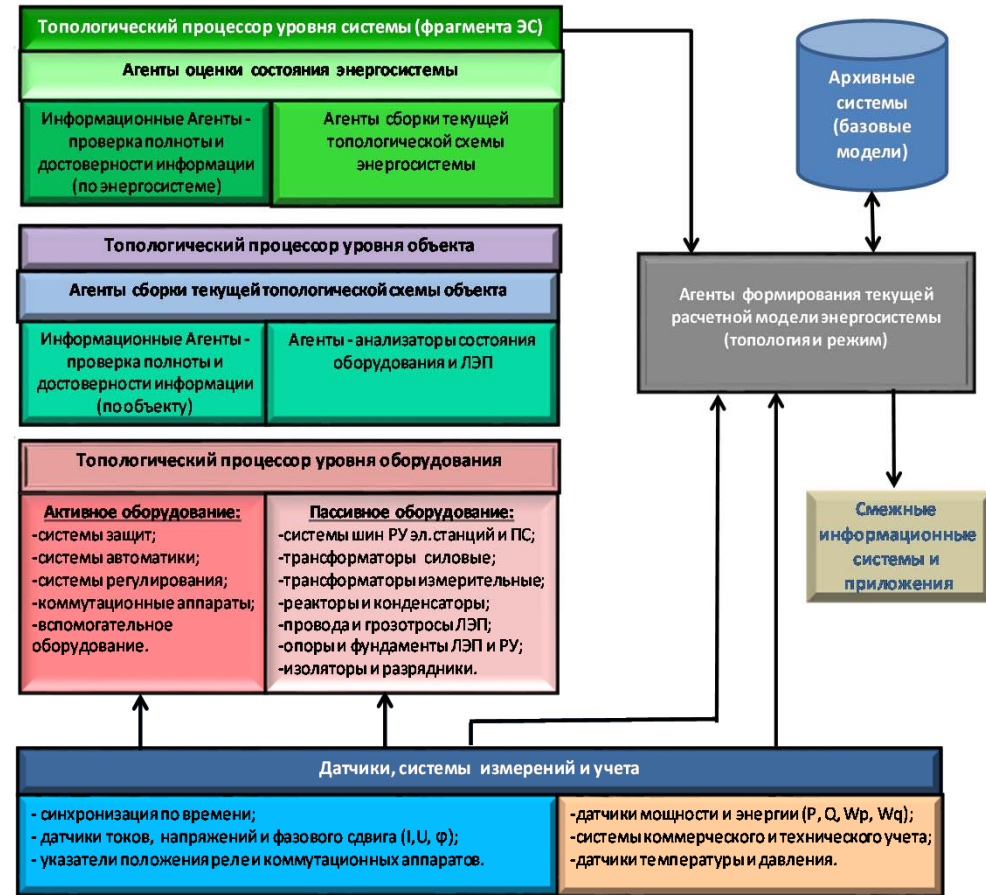 Топологический процессор уровня системы (фрагмента ЭС)
Агенты оценки состояния энергосистемы
Информационные Агенты -
проверка полноты и
достоверности информации
(по энергосистеме)
Агенты сборки текущей
топологической схемы
энергосистемы
Архивные
системы
(базовые
модели)
Топологический процессор уровня объекта
Агенты сборки текущей топологической схемы объекта
Информационные Агенты -
проверка полноты и
достоверности информации
(по объекту)
Агенты - анализаторы состояния
оборудования и ЛЭП
Агенты формирования текущей
расчетной модели энергосистемы
(топология и режим)
Топологический процессор уровня оборудования
Активное оборудование:
-системы защит;
-системы автоматики;
-системы регулирования;
-коммутационные аппараты;
-вспомогательное
оборудование.
Пассивное оборудование:
-системы шин РУ эл.станций и ПС;
-трансформаторы силовые;
-трансформаторы измерительные;
-реакторы и конденсаторы;
-провода и грозотросы ЛЭП;
-опоры и фундаменты ЛЭП и РУ;
-изоляторы и разрядники.
Смежные
информационные
системы и
приложения
Датчики, системы измерений и учета
- синхронизация по времени;
- датчики токов, напряжений и фазового сдвига (I,U, φ);
- указатели положения реле и коммутационных аппаратов.
-датчики мощности и энергии (P, Q, Wp, Wq);
-системы коммерческого и технического учета;
-датчики температуры и давления.